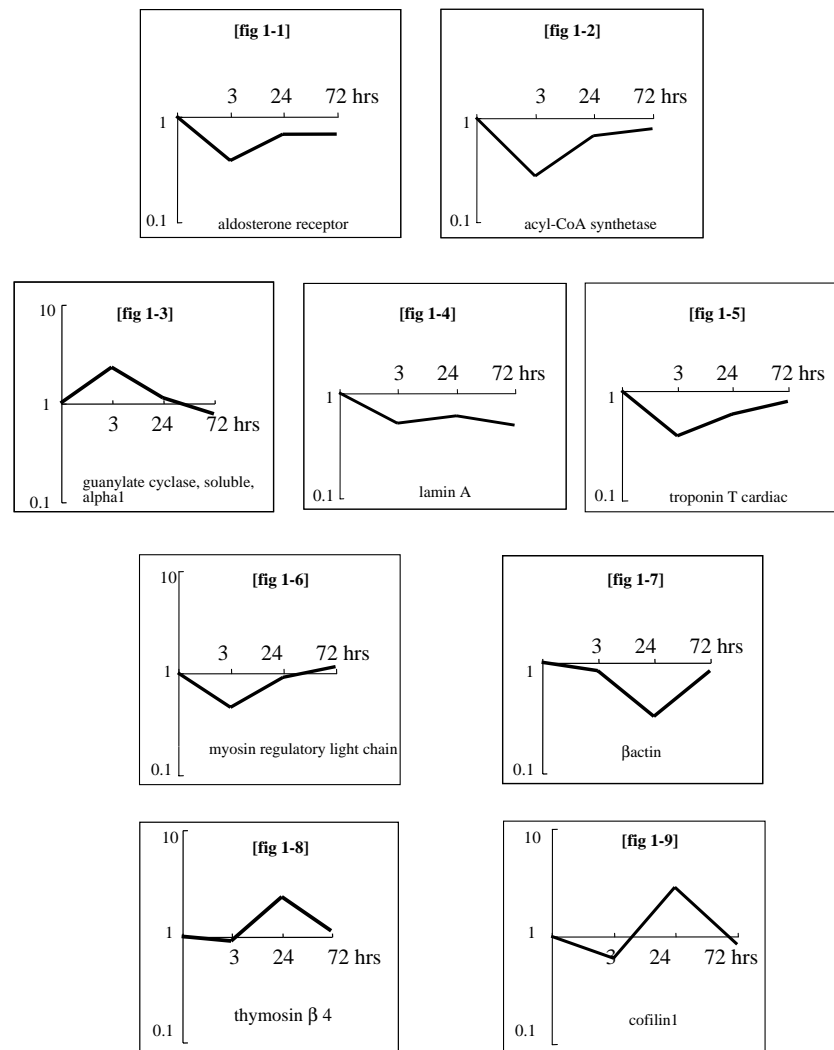 [fig 1-1]
3 24 72 hrs
1
0.1
aldosterone receptor
[fig 1-2]
3 24 72 hrs
1
0.1
acyl-CoA synthetase
[fig 1-3]
10
1
3 24 72 hrs
guanylate cyclase, soluble,
alpha1
0.1
[fig 1-4]
3 24 72 hrs
1
lamin A
0.1
[fig 1-5]
3 24 72 hrs
1
0.1
troponin T cardiac
[fig 1-6]
10
3 24 72 hrs
1
myosin regulatory light chain
0.1
[fig 1-7]
3 24 72 hrs
1
βactin
0.1
[fig 1-8]
10
1
3 24 72 hrs
thymosin β 4
0.1
[fig 1-9]
10
1
3 24 72 hrs
cofilin1
0.1